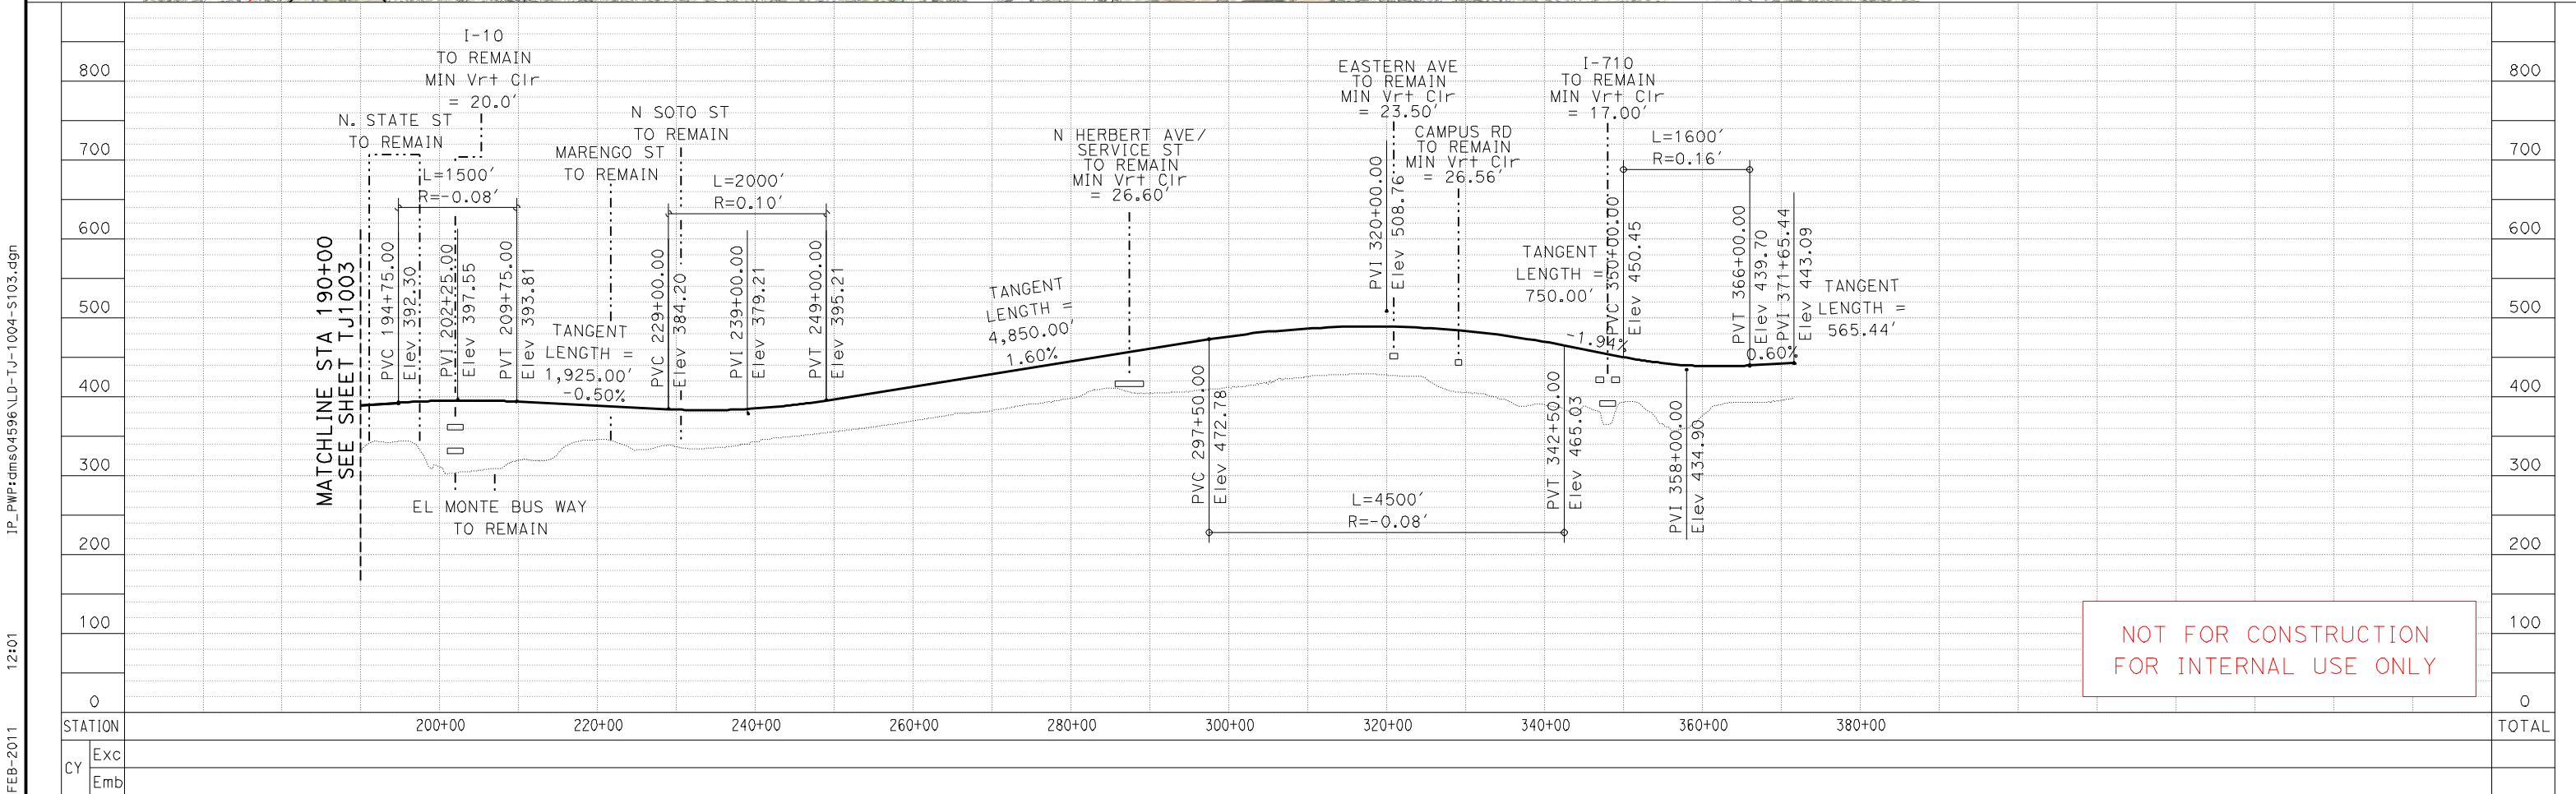 I-10
TO REMAIN
MIN Vrt Clr
= 20.0'
N. STATE ST
TO REMAIN
L=1500'
R=-0.08'
MARENGO ST
TO REMAIN
N SOTO ST
TO REMAIN
L=2000'
R=0.10'
N HERBERT AVE/
SERVICE ST
TO REMAIN
MIN Vrt Clr
= 26.60'
EASTERN AVE
TO REMAIN
MIN Vrt Clr
= 23.50'
CAMPUS RD
TO REMAIN
MIN Vrt Clr
= 26.56'
I-710
TO REMAIN
MIN Vrt Clr
= 17.00'
L=1600'
R=0.16'
MATCHLINE STA 190+00
SEE SHEET TJ1003
PVC 194+75.00
Elev 392.30
PVI 202+25.00
Elev 397.55
PVT 209+75.00
Elev 393.81
TANGENT
LENGTH =
1,925.00'
-0.50%
PVC 229+00.00
Elev 384.20
PVI 239+00.00
Elev 379.21
PVT 249+00.00
Elev 395.21
TANGENT
LENGTH =
4,850.00'
1.60%
PVC 297+50.00
Elev 472.78
PVI 320+00.00
Elev 508.76
L=4500'
R=-0.08'
PVT 342+50.00
Elev 465.03
TANGENT
LENGTH =
750.00'
-1.94%
PVC 350+00.00
Elev 450.45
PVI 358+00.00
Elev 434.90
PVT 366+00.00
Elev 439.70
0.60%
PVI 371+65.44
Elev 443.09
TANGENT
LENGTH =
565.44'
EL MONTE BUS WAY
TO REMAIN
800
700
600
500
400
300
200
100
0
800
700
600
500
400
300
200
100
0
NOT FOR CONSTRUCTION
FOR INTERNAL USE ONLY
STATION 200+00 220+00 240+00 260+00 280+00 300+00 320+00 340+00 360+00 380+00 TOTAL
CY
Exc
Emb
IP_PWP:dms04596\LD-TJ-1004-S103.dgn
12:01
FEB-2011